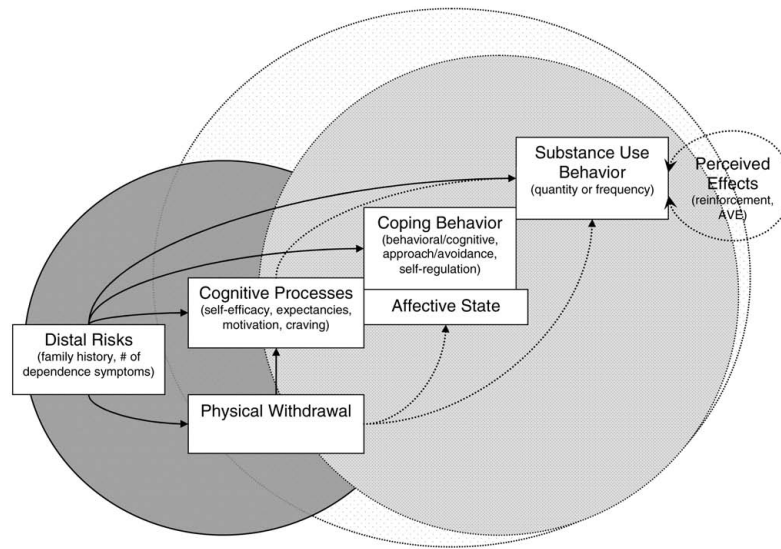 Substance Use
Behavior
(quantity or frequency)
Perceived
Effects
(reinforcement,
AVE)
Coping Behavior
(behavioral/cognitive,
approach/avoidance,
self-regulation)
Cognitive Processes
(self-efficacy, expectancies,
motivation, craving)
Affective State
Distal Risks
(family history, # of
dependence symptoms)
Physical Withdrawal